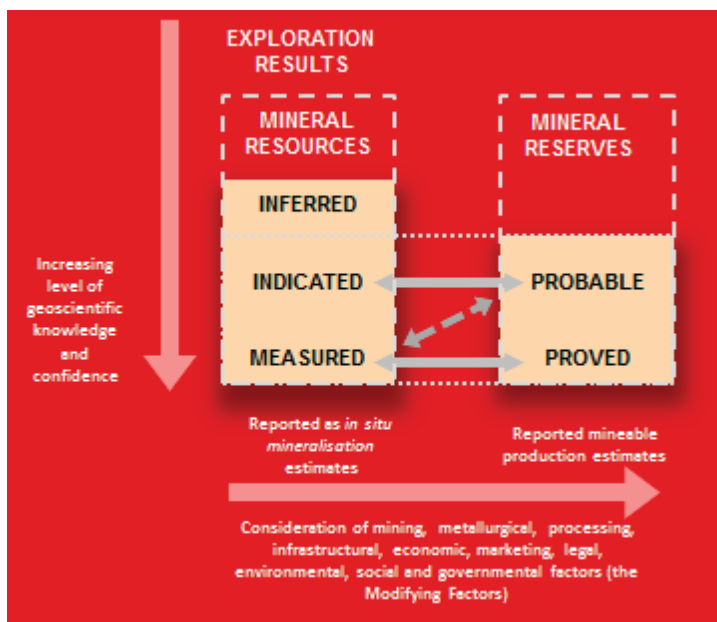 EXPLORATION
RESULTS
MINERAL
RESOURCES
MINERAL
RESERVES
INFERRED
INDICATED
PROBABLE
MEASURED
PROVED
Increasing
level of
geoscientific
knowledge
and
confidence
Reported as in situ
mineralisation
estimates
Reported mineable
production estimates
Consideration of mining, metallurgical, processing,
infrastructural, economic, marketing, legal,
environmental, social and governmental factors (the
Modifying Factors)